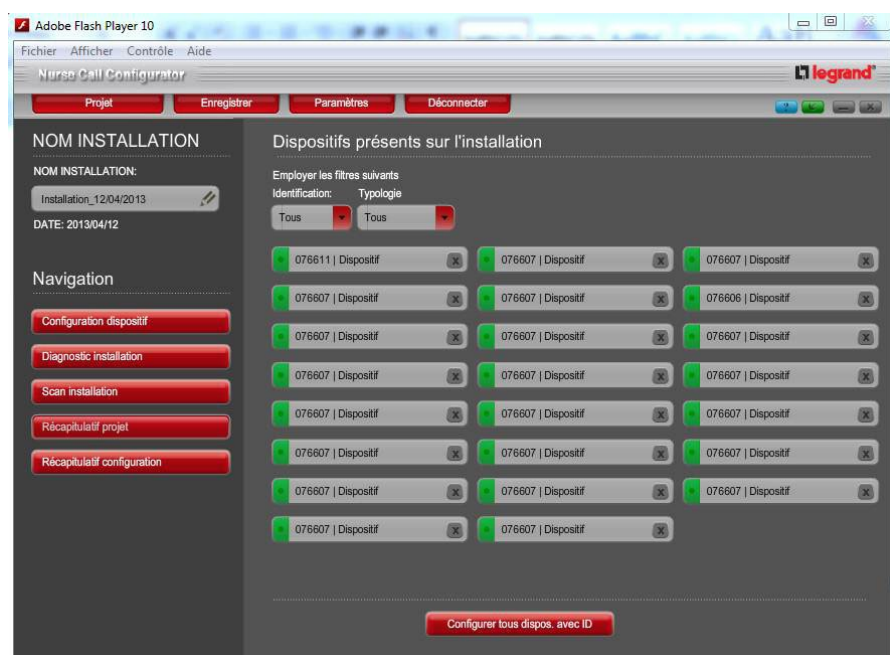 Adobe Flash Player 10
Fichier Afficher Contrôle Aide
Nurse Call Configurator
legrand
Projet Enregistrer Paramètres Déconnecter
NOM INSTALLATION
NOM INSTALLATION:
Installation_12/04/2013
DATE: 2013/04/12
Navigation
Configuration dispositif
Diagnostic installation
Scan installation
Récapitulatif projet
Récapitulatif configuration
Dispositifs présents sur l'installation
Employer les filtres suivants
Identification: Typologie
Tous Tous
076611 | Dispositif x 076607 | Dispositif x 076607 | Dispositif x
076607 | Dispositif x 076607 | Dispositif x 076606 | Dispositif x
076607 | Dispositif x 076607 | Dispositif x 076607 | Dispositif x
076607 | Dispositif x 076607 | Dispositif x 076607 | Dispositif x
076607 | Dispositif x 076607 | Dispositif x 076607 | Dispositif x
076607 | Dispositif x 076607 | Dispositif x 076607 | Dispositif x
076607 | Dispositif x 076607 | Dispositif x 076607 | Dispositif x
076607 | Dispositif x 076607 | Dispositif x
Configurer tous dispos. avec ID